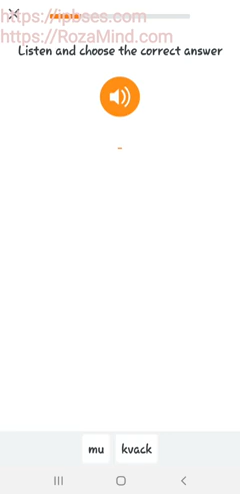 https://ipbses.com
https://RozaMind.com
Listen and choose the correct answer
mu kvack